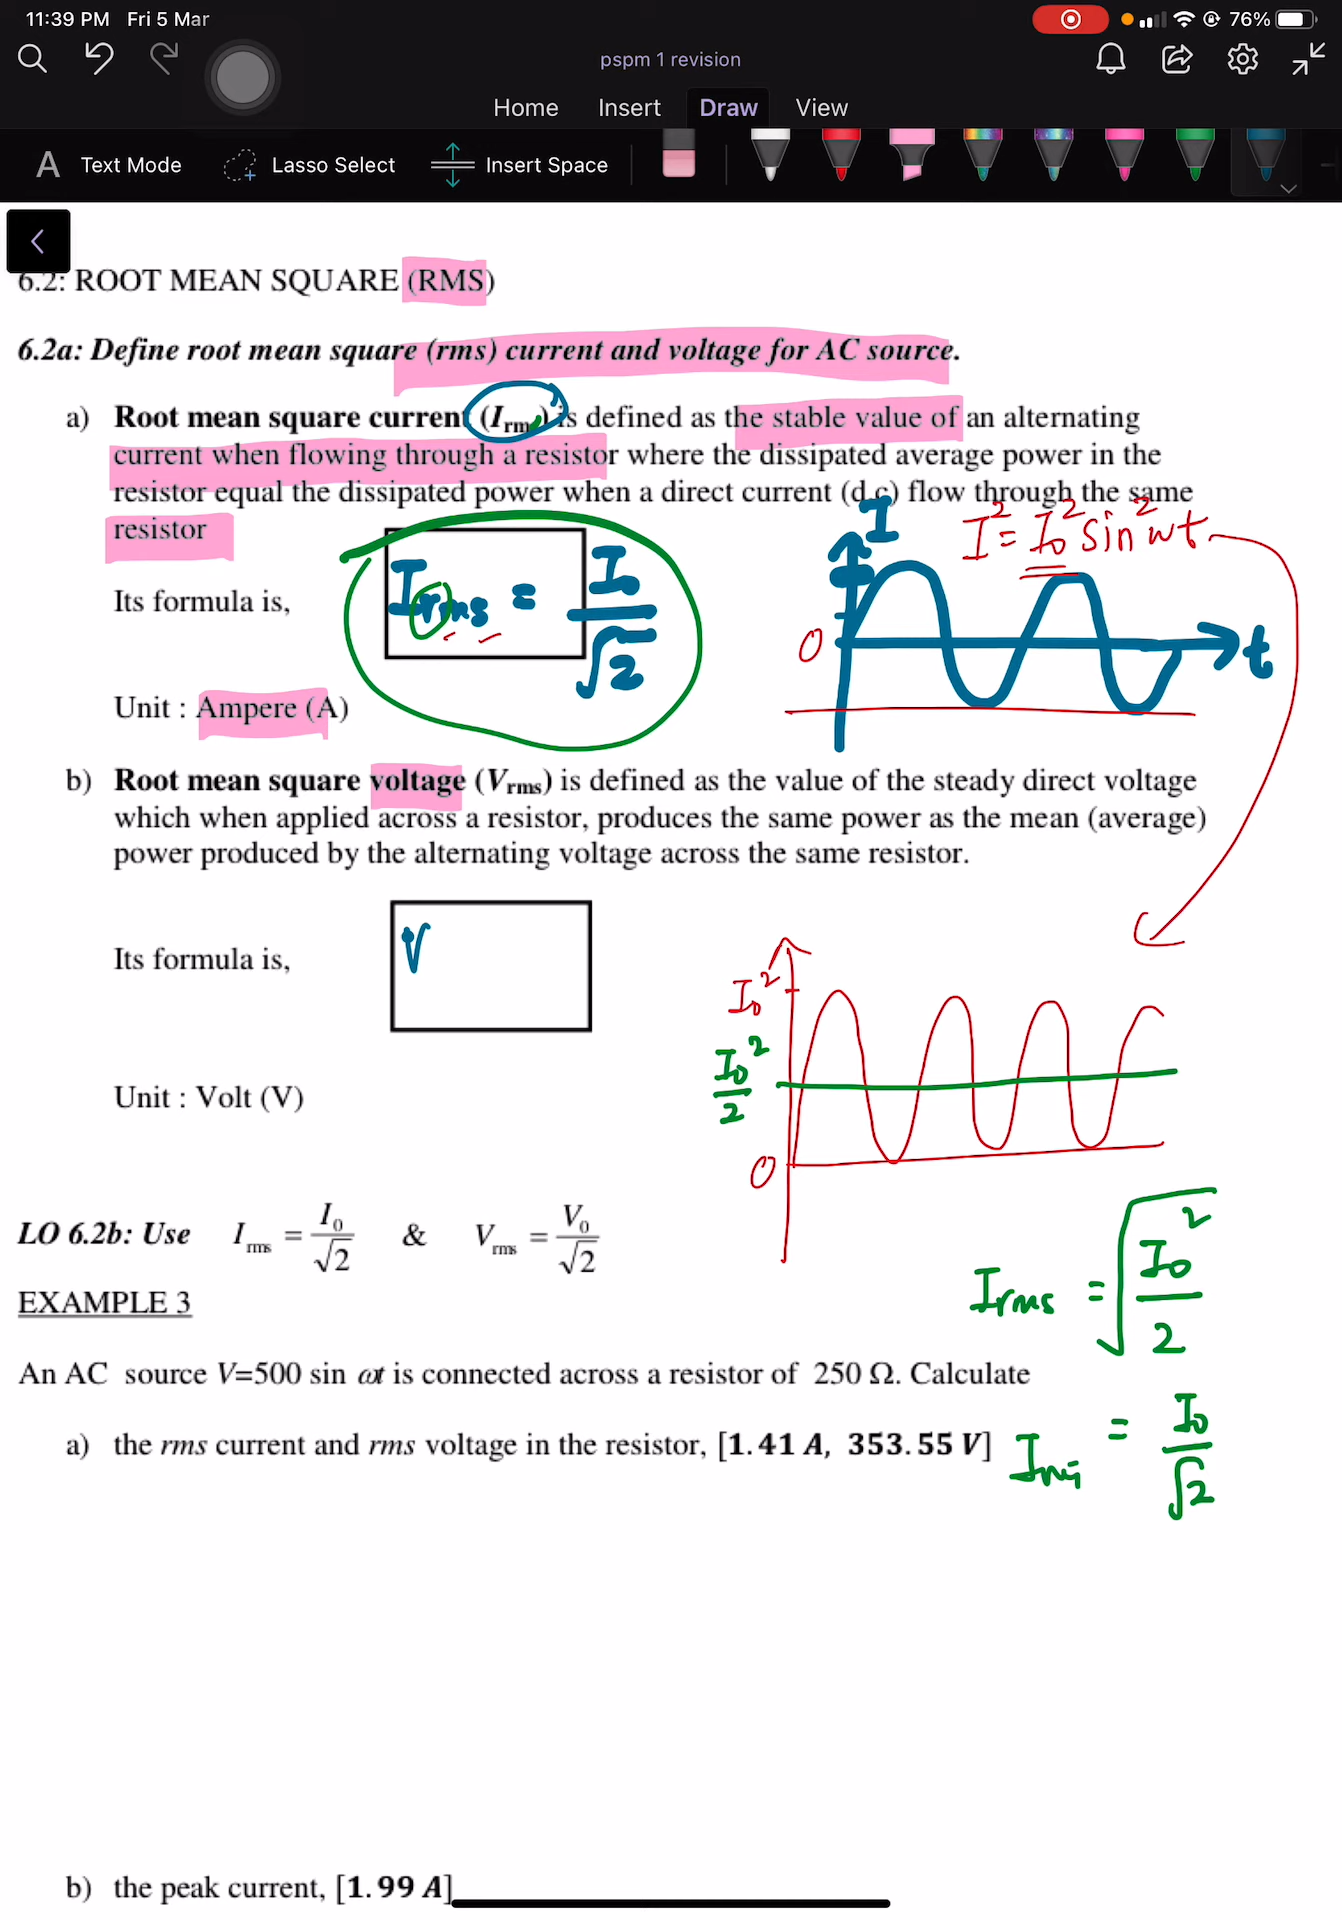 11:39 PM Fri 5 Mar
76%
pspm 1 revision
Home Insert Draw View
A Text Mode Lasso Select Insert Space
6.2: ROOT MEAN SQUARE (RMS)
6.2a: Define root mean square (rms) current and voltage for AC source.
a) Root mean square current (Irms) is defined as the stable value of an alternating
current when flowing through a resistor where the dissipated average power in the
resistor equal the dissipated power when a direct current (d.c) flow through the same
resistor
I
I² = I₀² sin² ωt
Its formula is,
Irms = I₀/√2
0
t
Unit : Ampere (A)
b) Root mean square voltage (Vrms) is defined as the value of the steady direct voltage
which when applied across a resistor, produces the same power as the mean (average)
power produced by the alternating voltage across the same resistor.
Its formula is,
V
I₀²
I₀²/2
0
Unit : Volt (V)
LO 6.2b: Use I rms = I₀/√2 & V rms = V₀/√2
Irms = √(I₀²/2)
EXAMPLE 3
An AC source V=500 sin ωt is connected across a resistor of 250 Ω. Calculate
a) the rms current and rms voltage in the resistor, [1.41 A, 353.55 V]
Irms = I₀/√2
b) the peak current, [1.99 A]